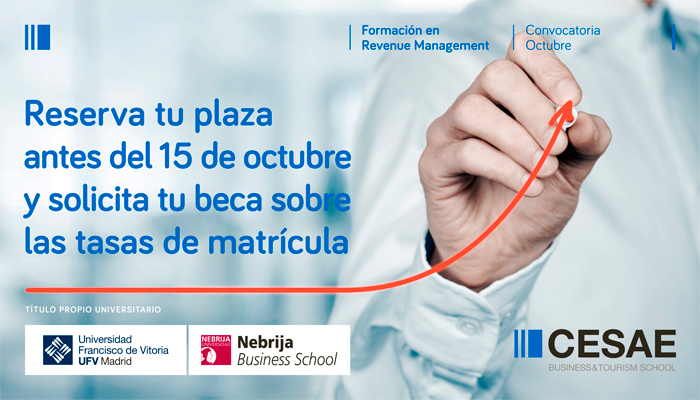 Formación en
Revenue Management
Convocatoria
Octubre
Reserva tu plaza
antes del 15 de octubre
y solicita tu beca sobre
las tasas de matrícula
TÍTULO PROPIO UNIVERSITARIO
Universidad
Francisco de Vitoria
UFV Madrid
NEBRIJA
UNIVERSIDAD
Nebrija
Business School
CESAE
BUSINESS&TOURISM SCHOOL